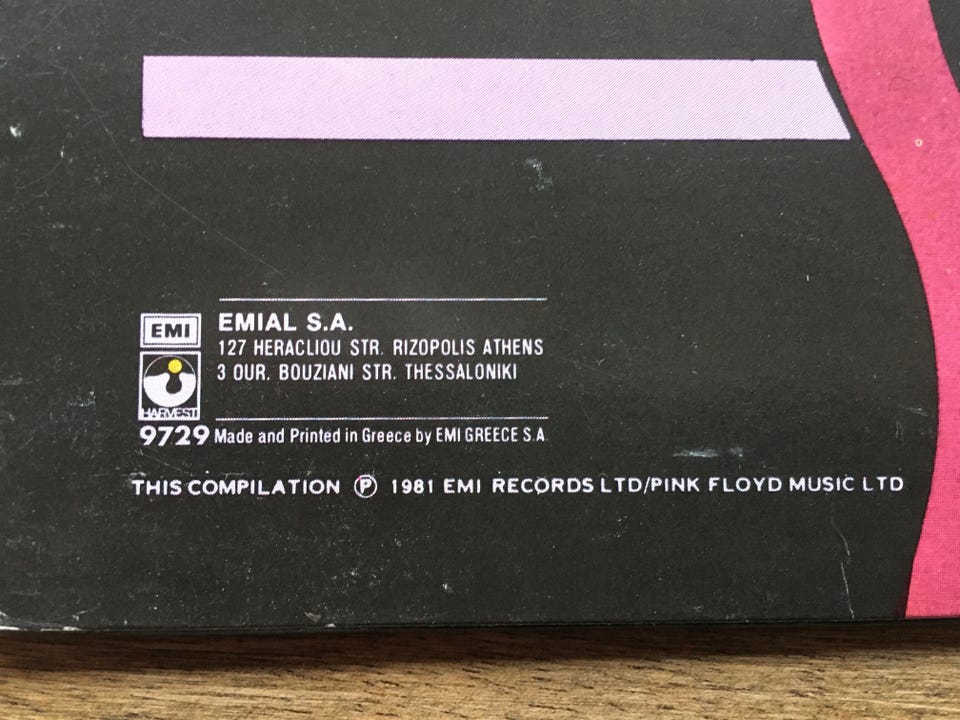 EMI
EMIAL S.A.
127 HERACLIOU STR. RIZOPOLIS ATHENS
3 OUR. BOUZIANI STR. THESSALONIKI
HARVEST
9729 Made and Printed in Greece by EMI GREECE S.A.
THIS COMPILATION Ⓟ 1981 EMI RECORDS LTD/PINK FLOYD MUSIC LTD